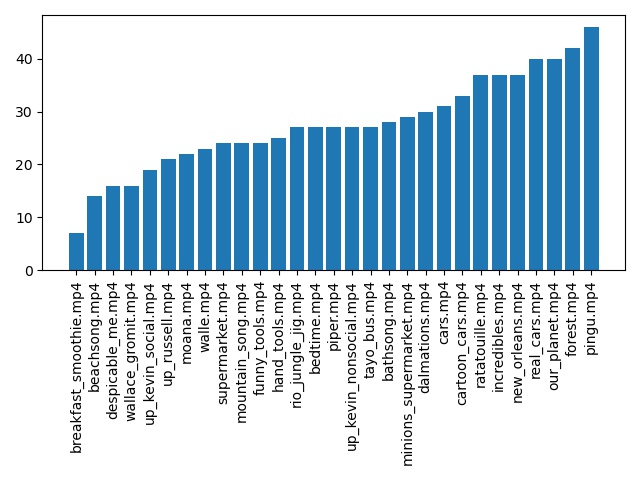 40
30
20
10
0
breakfast_smoothie.mp4
beachsong.mp4
despicable_me.mp4
wallace_gromit.mp4
up_kevin_social.mp4
up_russell.mp4
moana.mp4
walle.mp4
supermarket.mp4
mountain_song.mp4
funny_tools.mp4
hand_tools.mp4
rio_jungle_jig.mp4
bedtime.mp4
piper.mp4
up_kevin_nonsocial.mp4
tayo_bus.mp4
bathsong.mp4
minions_supermarket.mp4
dalmations.mp4
cars.mp4
cartoon_cars.mp4
ratatouille.mp4
incredibles.mp4
new_orleans.mp4
real_cars.mp4
our_planet.mp4
forest.mp4
pingu.mp4